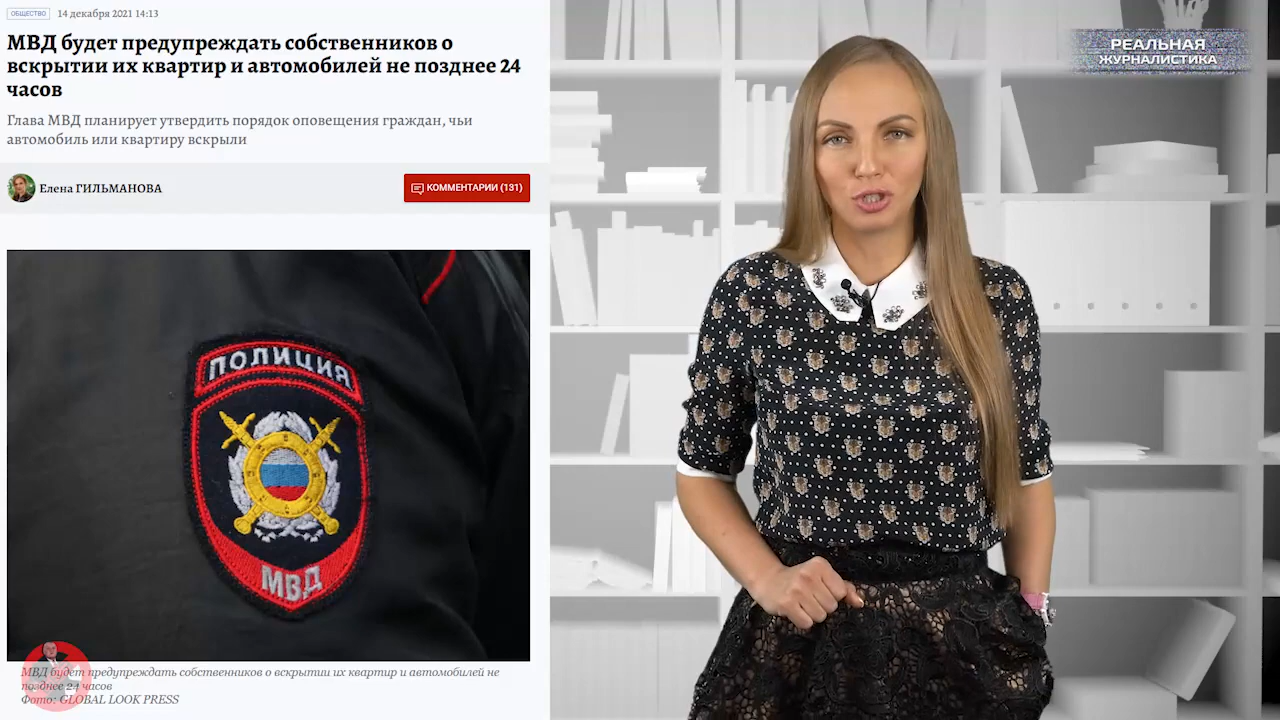 ОБЩЕСТВО 14 декабря 2021 14:13
МВД будет предупреждать собственников о
вскрытии их квартир и автомобилей не позднее 24
часов
Глава МВД планирует утвердить порядок оповещения граждан, чьи
автомобиль или квартиру вскрыли
Елена ГИЛЬМАНОВА
КОММЕНТАРИИ (131)
ПОЛИЦИЯ
МВД
МВД будет предупреждать собственников о вскрытии их квартир и автомобилей не
позднее 24 часов
Фото: GLOBAL LOOK PRESS
РЕАЛЬНАЯ
ЖУРНАЛИСТИКА